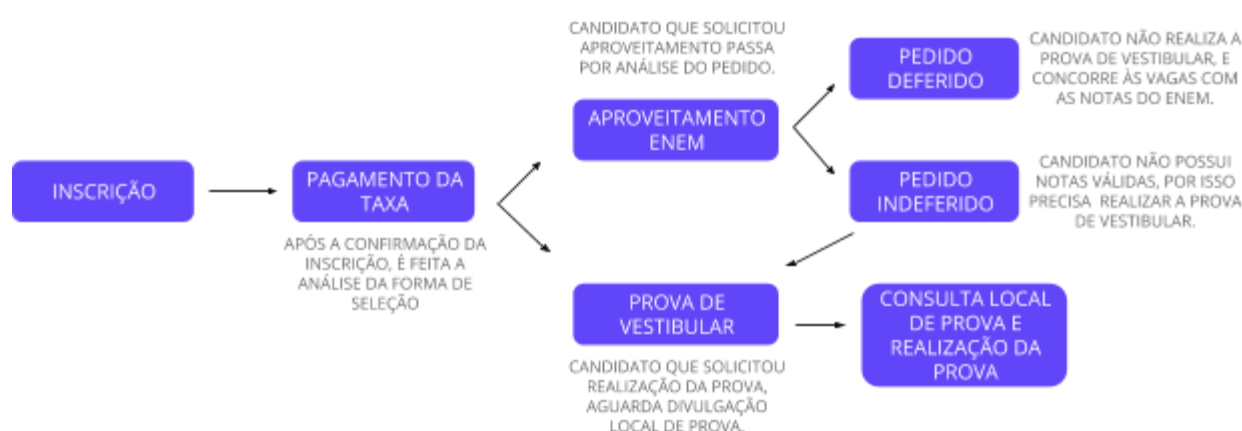 INSCRIÇÃO
PAGAMENTO DA
TAXA
APÓS A CONFIRMAÇÃO DA
INSCRIÇÃO, É FEITA A
ANÁLISE DA FORMA DE
SELEÇÃO
CANDIDATO QUE SOLICITOU
APROVEITAMENTO PASSA
POR ANÁLISE DO PEDIDO.
APROVEITAMENTO
ENEM
PEDIDO
DEFERIDO
CANDIDATO NÃO REALIZA A
PROVA DE VESTIBULAR, E
CONCORRE ÀS VAGAS COM
AS NOTAS DO ENEM.
PEDIDO
INDEFERIDO
CANDIDATO NÃO POSSUI
NOTAS VÁLIDAS, POR ISSO
PRECISA REALIZAR A PROVA
DE VESTIBULAR.
PROVA DE
VESTIBULAR
CANDIDATO QUE SOLICITOU
REALIZAÇÃO DA PROVA,
AGUARDA DIVULGAÇÃO
LOCAL DE PROVA.
CONSULTA LOCAL
DE PROVA E
REALIZAÇÃO DA
PROVA